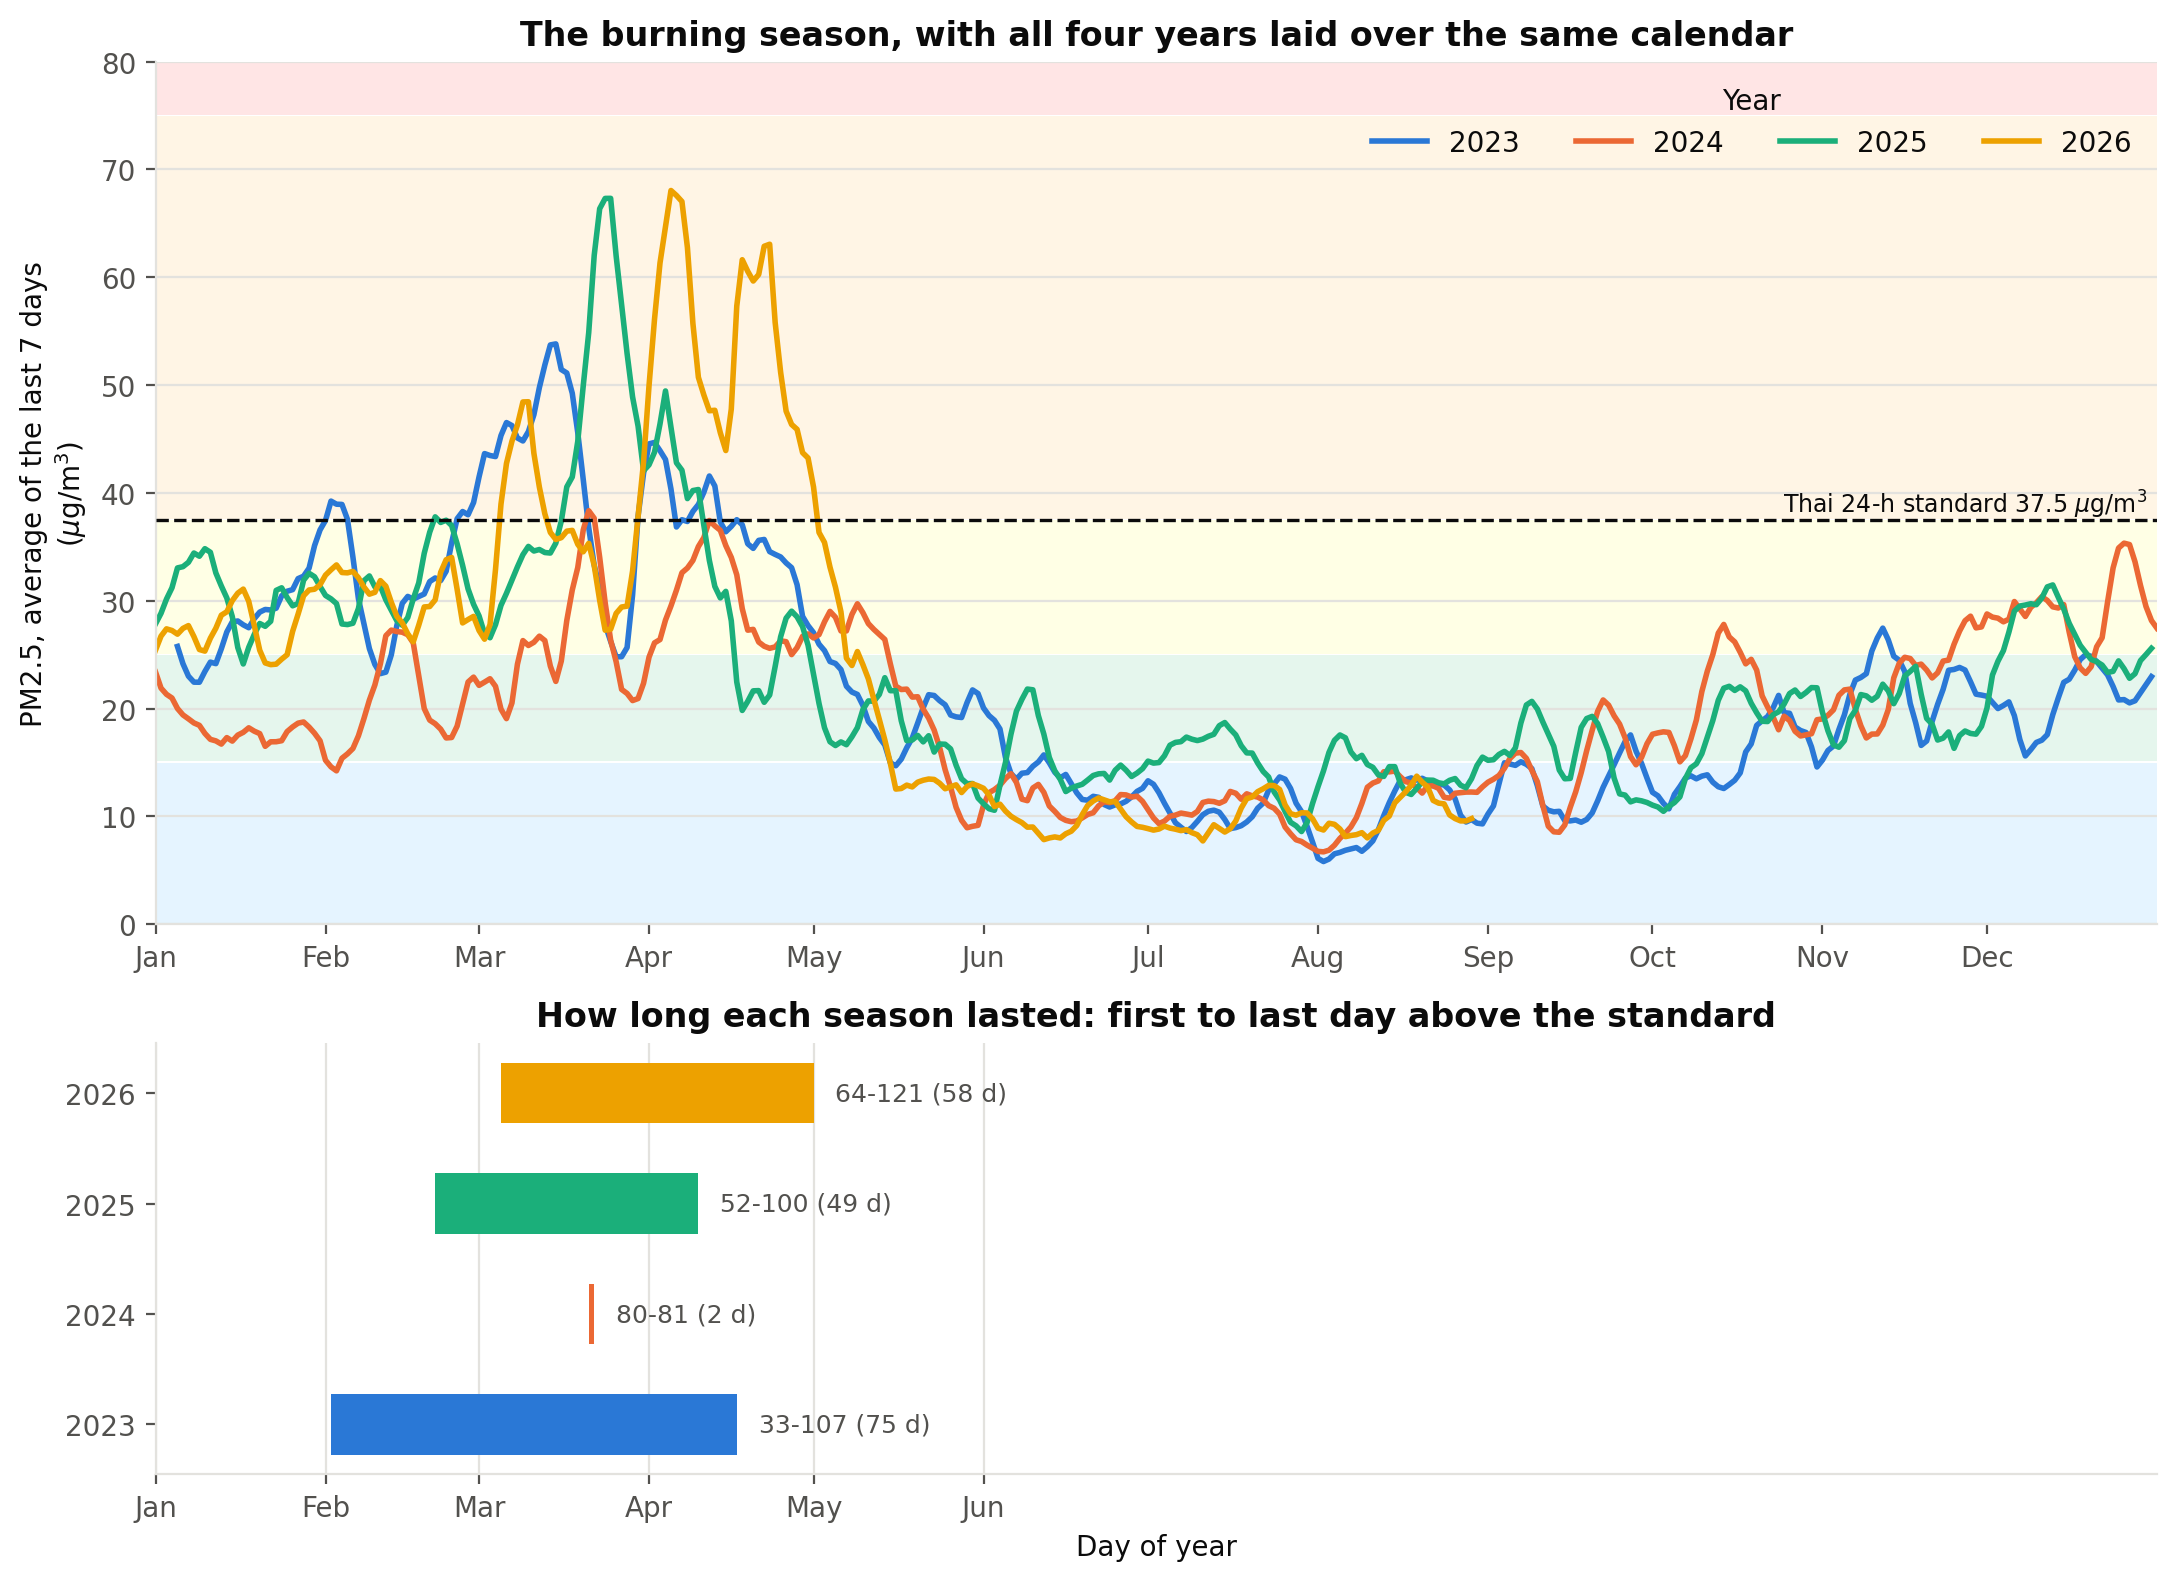 The burning season, with all four years laid over the same calendar
PM2.5, average of the last 7 days
(µg/m³)
80
70
60
50
40
30
20
10
0
Year
2023 2024 2025 2026
Thai 24-h standard 37.5 µg/m³
Jan Feb Mar Apr May Jun Jul Aug Sep Oct Nov Dec
How long each season lasted: first to last day above the standard
2026 64-121 (58 d)
2025 52-100 (49 d)
2024 80-81 (2 d)
2023 33-107 (75 d)
Jan Feb Mar Apr May Jun
Day of year